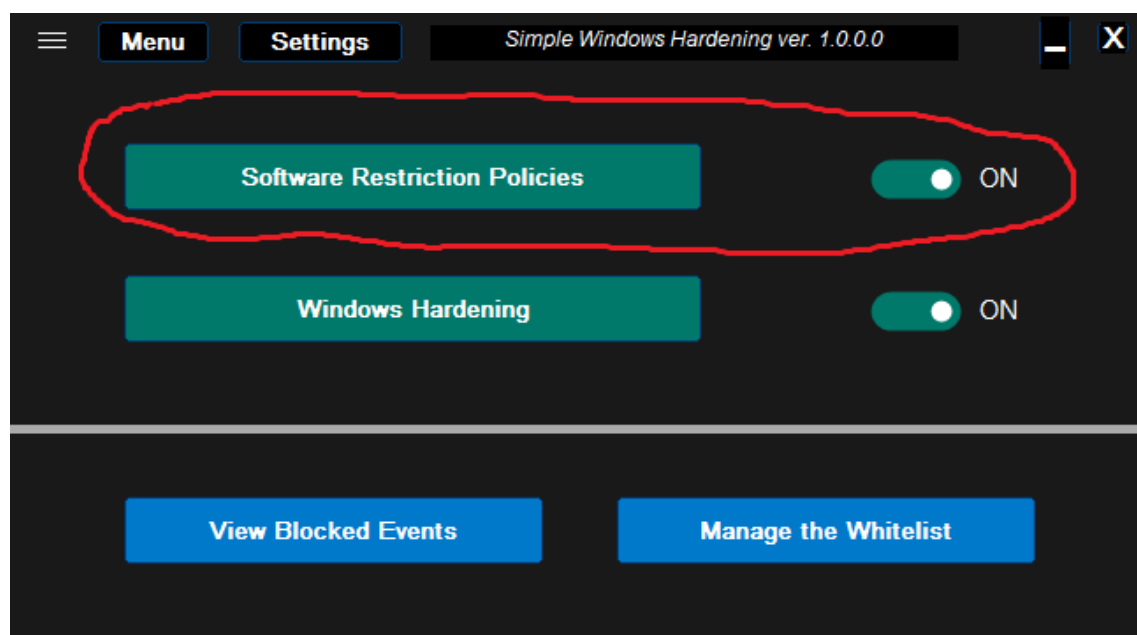 Menu Settings Simple Windows Hardening ver. 1.0.0.0 X
Software Restriction Policies ON
Windows Hardening ON
View Blocked Events Manage the Whitelist